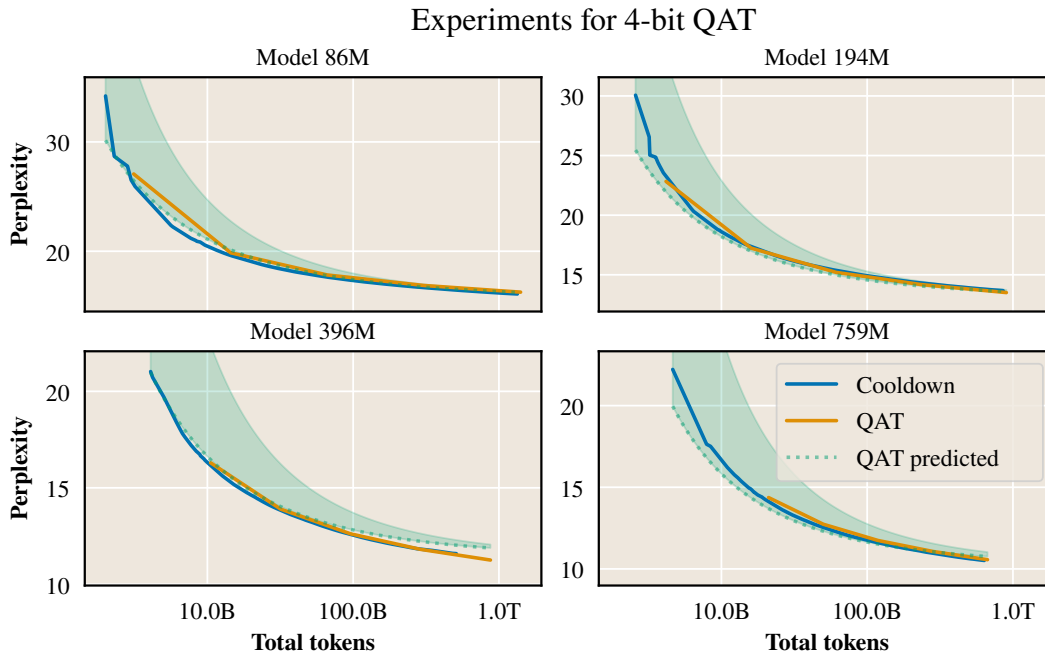 Experiments for 4-bit QAT
Model 86M
Model 194M
Perplexity
30
20
30
25
20
15
Model 396M
Model 759M
Perplexity
20
15
10
20
15
10
Cooldown
QAT
QAT predicted
10.0B
100.0B
1.0T
10.0B
100.0B
1.0T
Total tokens
Total tokens